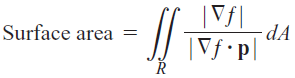 Surface area = ∬_R |∇f| / |∇f · p| dA